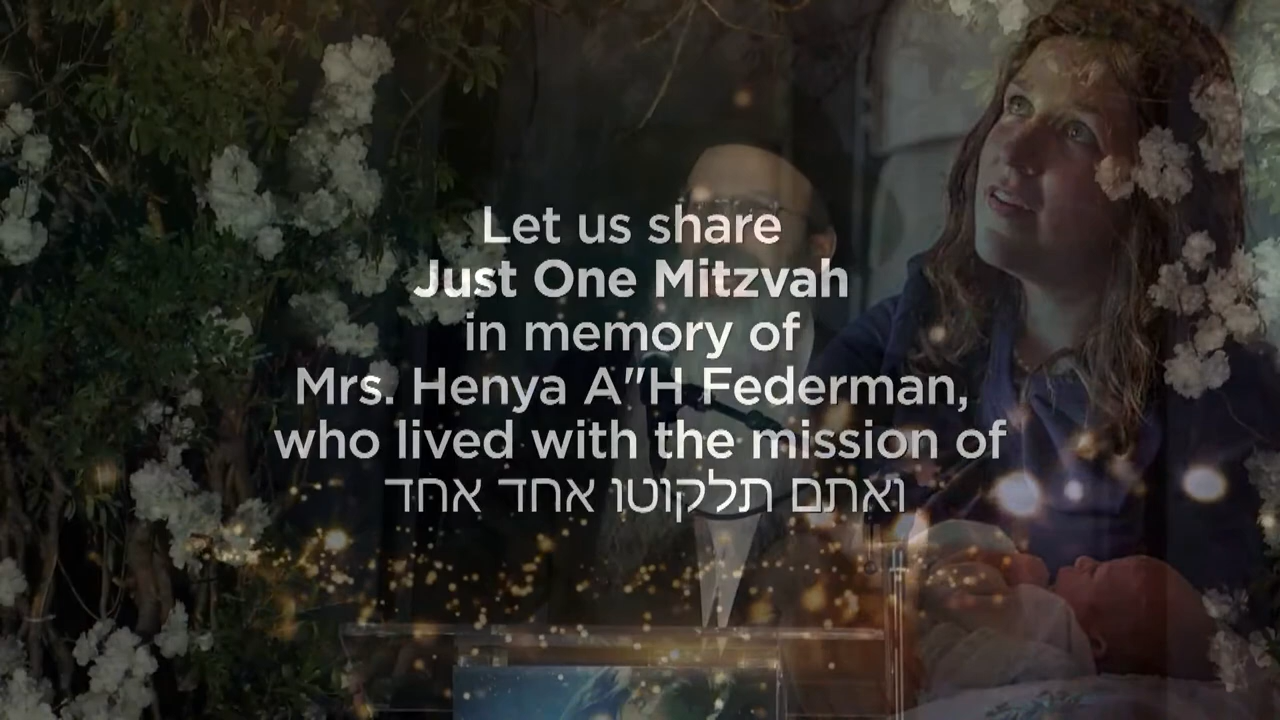 Let us share
Just One Mitzvah
in memory of
Mrs. Henya A"H Federman,
who lived with the mission of
ואתם תלקוטו אחד אחד